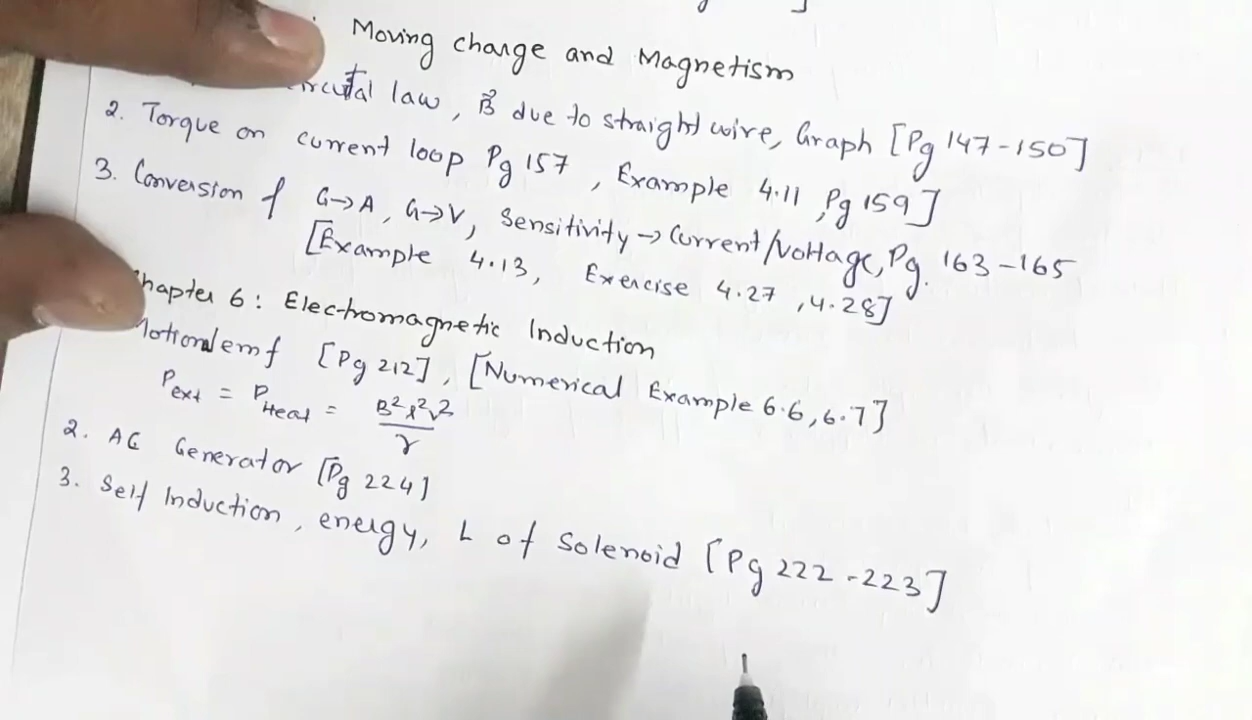 Moving charge and Magnetism
law, B⃗ due to straight wire, Graph [Pg 147-150]
2. Torque on current loop Pg 157, Example 4.11, Pg 159]
3. Conversion of G→A, G→V, Sensitivity → Current/Voltage, Pg. 163-165
[Example 4.13, Exercise 4.27, 4.28]
hapter 6: Electromagnetic Induction
Motional emf [Pg 212], [Numerical Example 6.6, 6.7]
Pext = PHeat = B²l²v²/r
2. AC Generator [Pg 224]
3. Self Induction, energy, L of Solenoid [Pg 222-223]